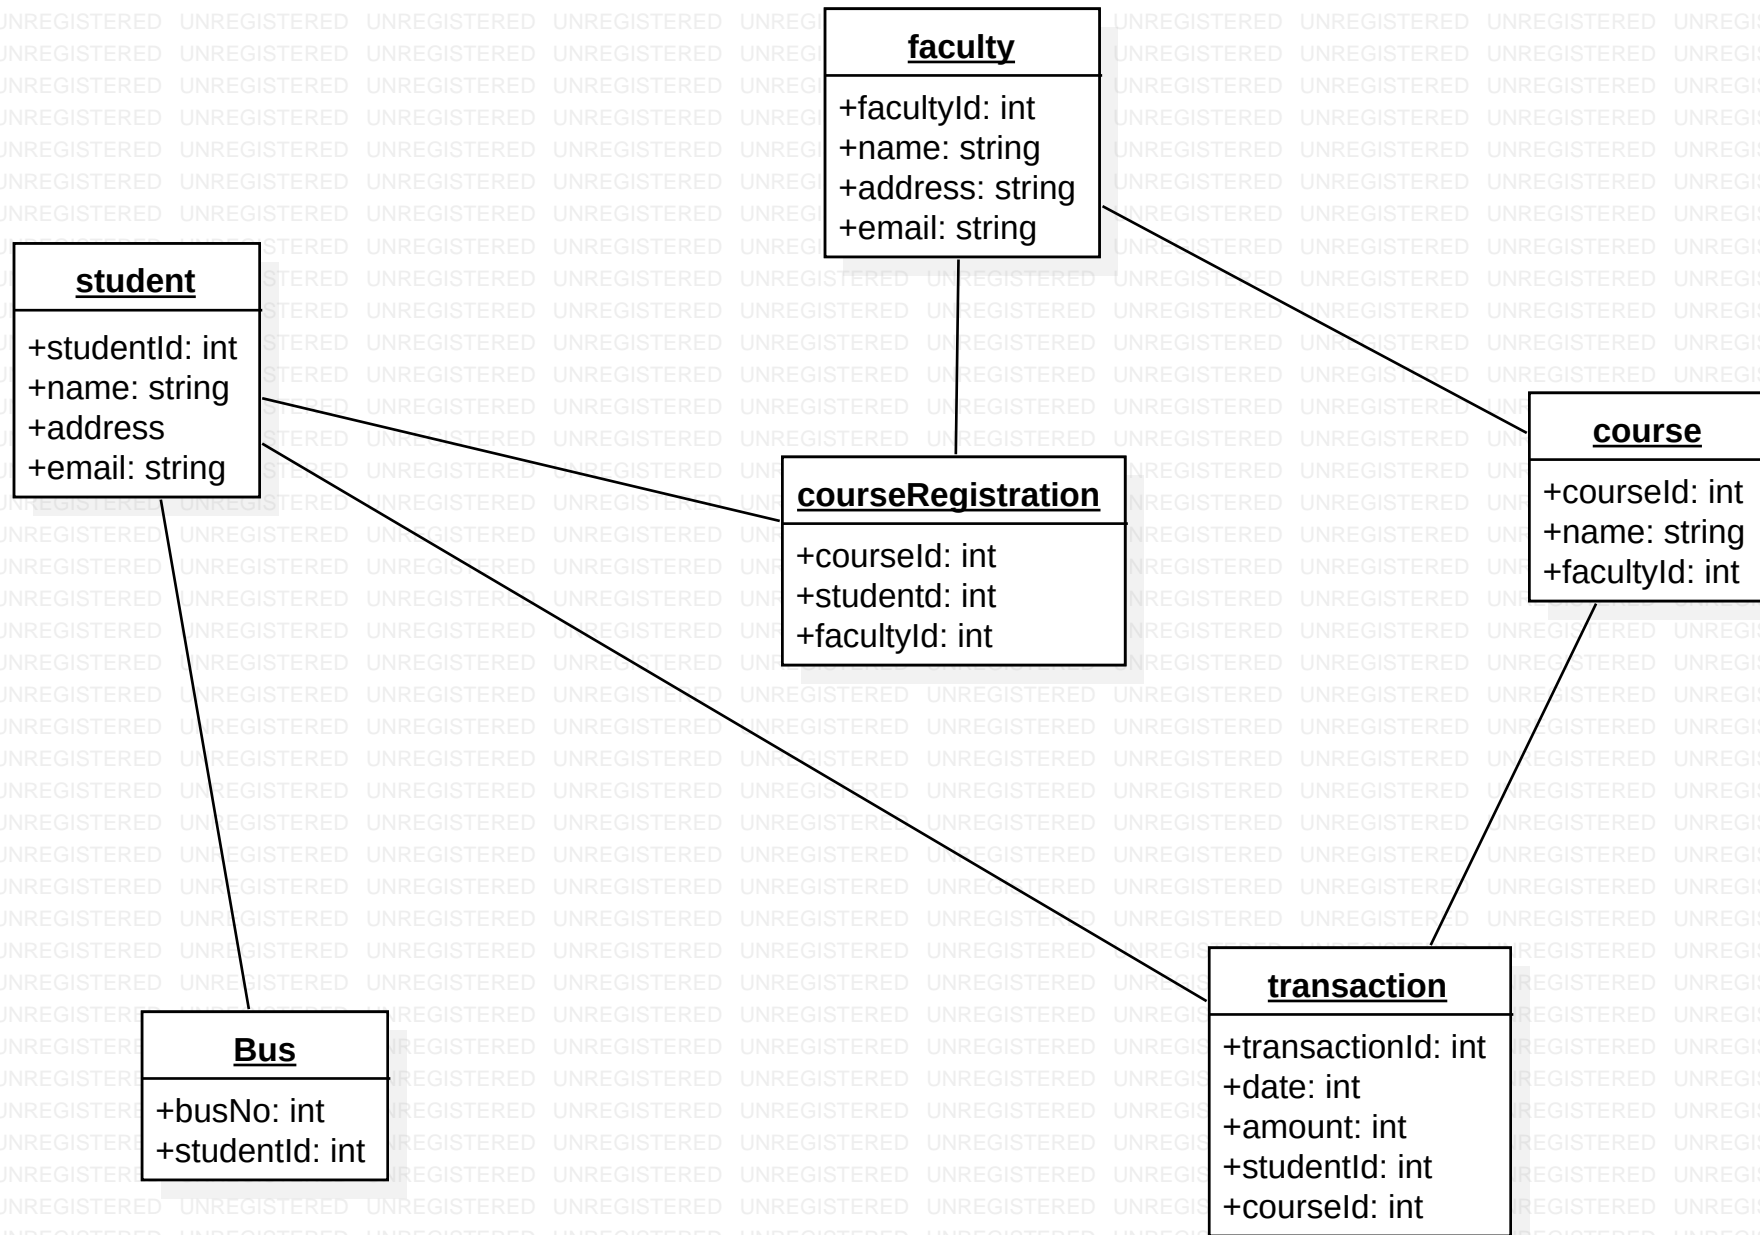 faculty
+facultyId: int
+name: string
+address: string
+email: string
student
+studentId: int
+name: string
+address
+email: string
courseRegistration
+courseId: int
+studentd: int
+facultyId: int
course
+courseId: int
+name: string
+facultyId: int
Bus
+busNo: int
+studentId: int
transaction
+transactionId: int
+date: int
+amount: int
+studentId: int
+courseId: int
UNREGISTERED